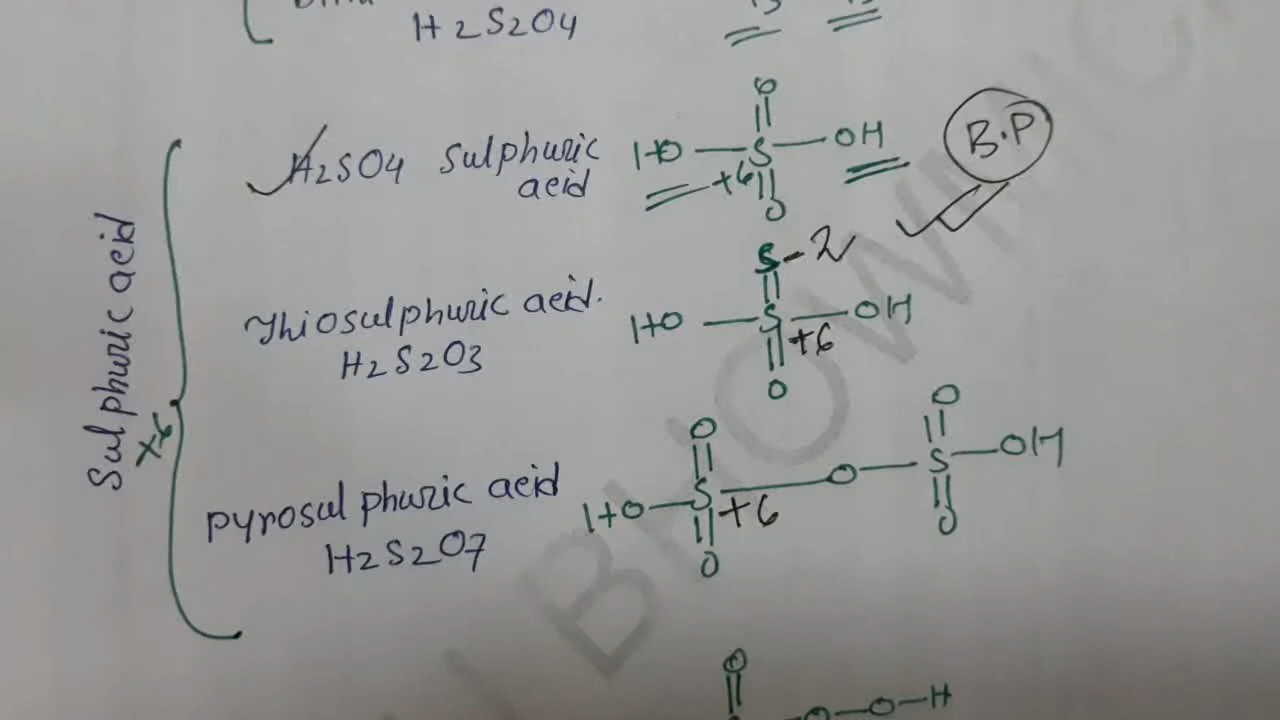 H2S2O4
Sulphuric acid
+6
H2SO4 Sulphuric
acid
O
HO S OH
+6
O
B.P
Thiosulphuric acid.
H2S2O3
S-2
HO S OH
+6
O
Pyrosulphuric acid
H2S2O7
O O
HO S O S OH
+6
O O
O
O O H